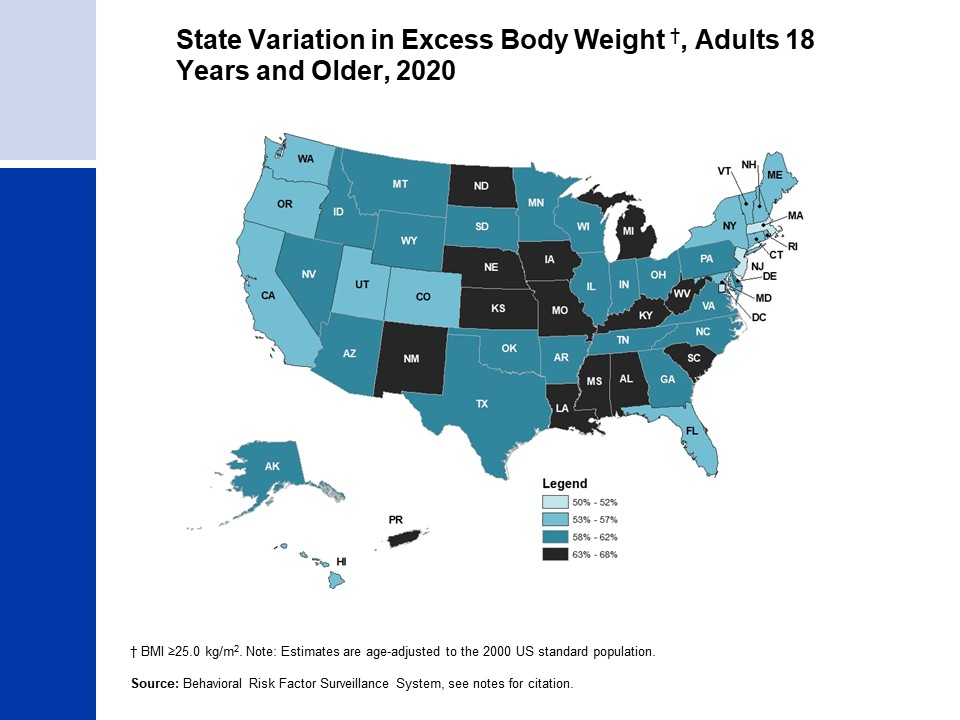 State Variation in Excess Body Weight †, Adults 18
Years and Older, 2020
WA
OR
CA
ID
NV
MT
WY
UT
CO
AZ
NM
ND
SD
NE
KS
OK
TX
MN
IA
MO
AR
LA
WI
IL
MI
IN
OH
KY
TN
MS
AL
GA
FL
SC
NC
VA
WV
PA
NY
VT
NH
ME
MA
RI
CT
NJ
DE
MD
DC
AK
HI
PR
Legend
50% - 52%
53% - 57%
58% - 62%
63% - 68%
† BMI ≥25.0 kg/m². Note: Estimates are age-adjusted to the 2000 US standard population.
Source: Behavioral Risk Factor Surveillance System, see notes for citation.